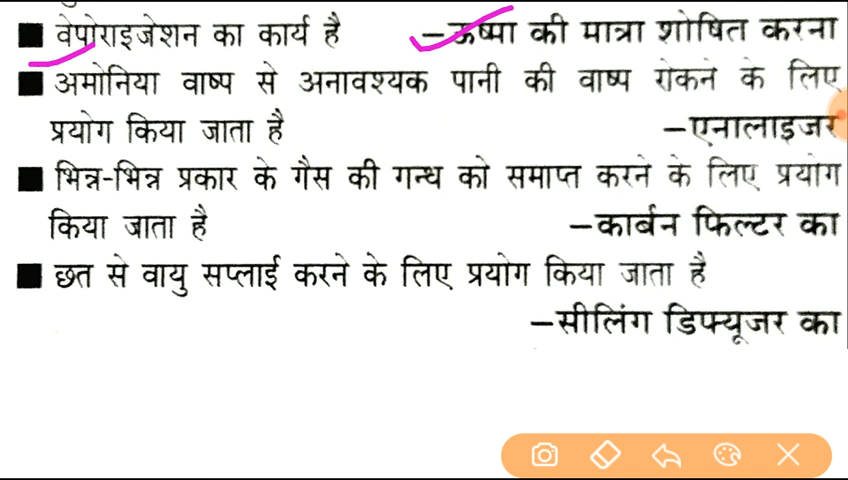 ■ वेपोराइजेशन का कार्य है –ऊष्मा की मात्रा शोषित करना
■ अमोनिया वाष्प से अनावश्यक पानी की वाष्प रोकने के लिए
प्रयोग किया जाता है –एनालाइजर
■ भिन्न-भिन्न प्रकार के गैस की गन्ध को समाप्त करने के लिए प्रयोग
किया जाता है –कार्बन फिल्टर का
■ छत से वायु सप्लाई करने के लिए प्रयोग किया जाता है
–सीलिंग डिफ्यूजर का